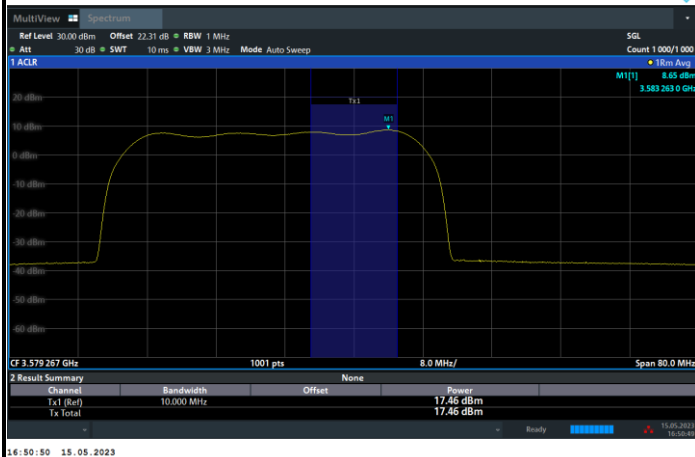 MultiView Spectrum
Ref Level 30.00 dBm Offset 22.31 dB RBW 1 MHz SGL
Att 30 dB SWT 10 ms VBW 3 MHz Mode Auto Sweep Count 1 000/1 000
1 ACLR 1Rm Avg
M1[1] 8.65 dBm
3.583 263 0 GHz
20 dBm
Tx1
10 dBm
M1
0 dBm
-10 dBm
-20 dBm
-30 dBm
-40 dBm
-50 dBm
-60 dBm
CF 3.579 267 GHz 1001 pts 8.0 MHz/ Span 80.0 MHz
2 Result Summary None
Channel Bandwidth Offset Power
Tx1 (Ref) 10.000 MHz 17.46 dBm
Tx Total 17.46 dBm
Ready 15.05.2023
16:50:49
16:50:50 15.05.2023